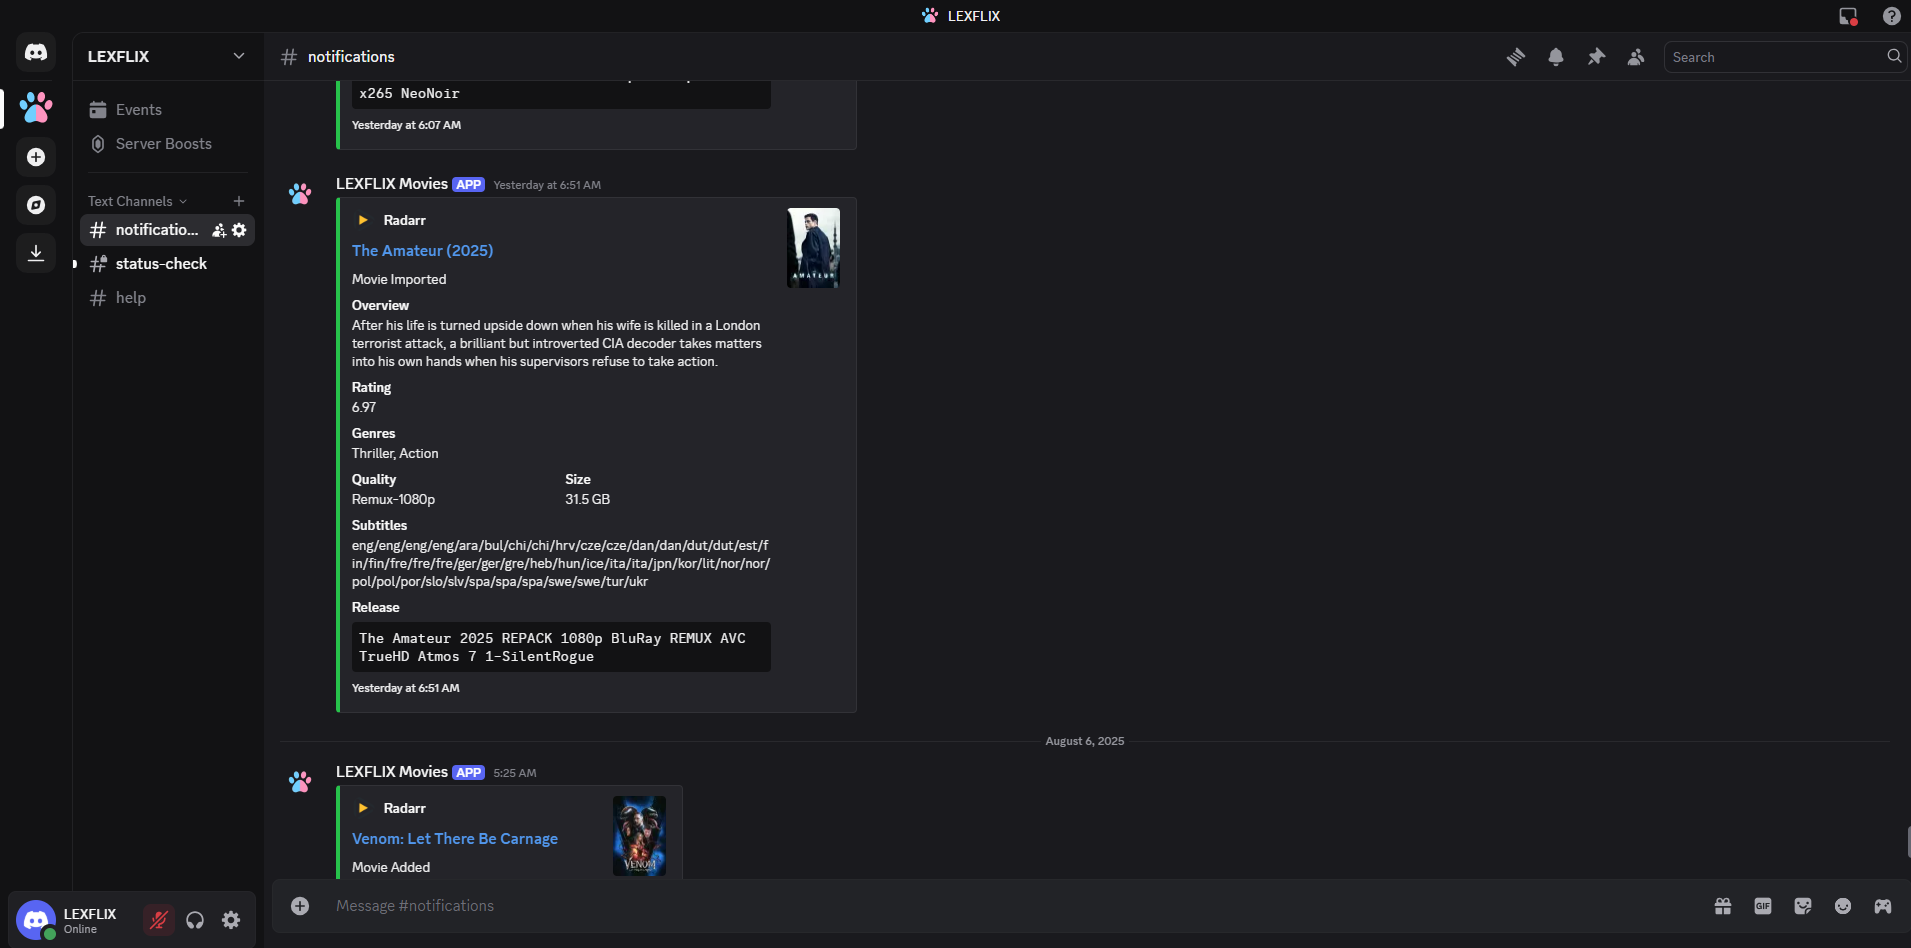 LEXFLIX
LEXFLIX
Events
Server Boosts
Text Channels
notificatio...
status-check
help
LEXFLIX
Online
# notifications
Search
x265 NeoNoir
Yesterday at 6:07 AM
LEXFLIX Movies APP Yesterday at 6:51 AM
Radarr
The Amateur (2025)
AMATEUR
Movie Imported
Overview
After his life is turned upside down when his wife is killed in a London
terrorist attack, a brilliant but introverted CIA decoder takes matters
into his own hands when his supervisors refuse to take action.
Rating
6.97
Genres
Thriller, Action
Quality Size
Remux-1080p 31.5 GB
Subtitles
eng/eng/eng/eng/ara/bul/chi/chi/hrv/cze/cze/dan/dan/dut/dut/est/f
in/fin/fre/fre/fre/ger/ger/gre/heb/hun/ice/ita/ita/jpn/kor/lit/nor/nor/
pol/pol/por/slo/slv/spa/spa/spa/swe/swe/tur/ukr
Release
The Amateur 2025 REPACK 1080p BluRay REMUX AVC
TrueHD Atmos 7 1-SilentRogue
Yesterday at 6:51 AM
August 6, 2025
LEXFLIX Movies APP 5:25 AM
Radarr
Venom: Let There Be Carnage
VENOM
Movie Added
Message #notifications
GIF